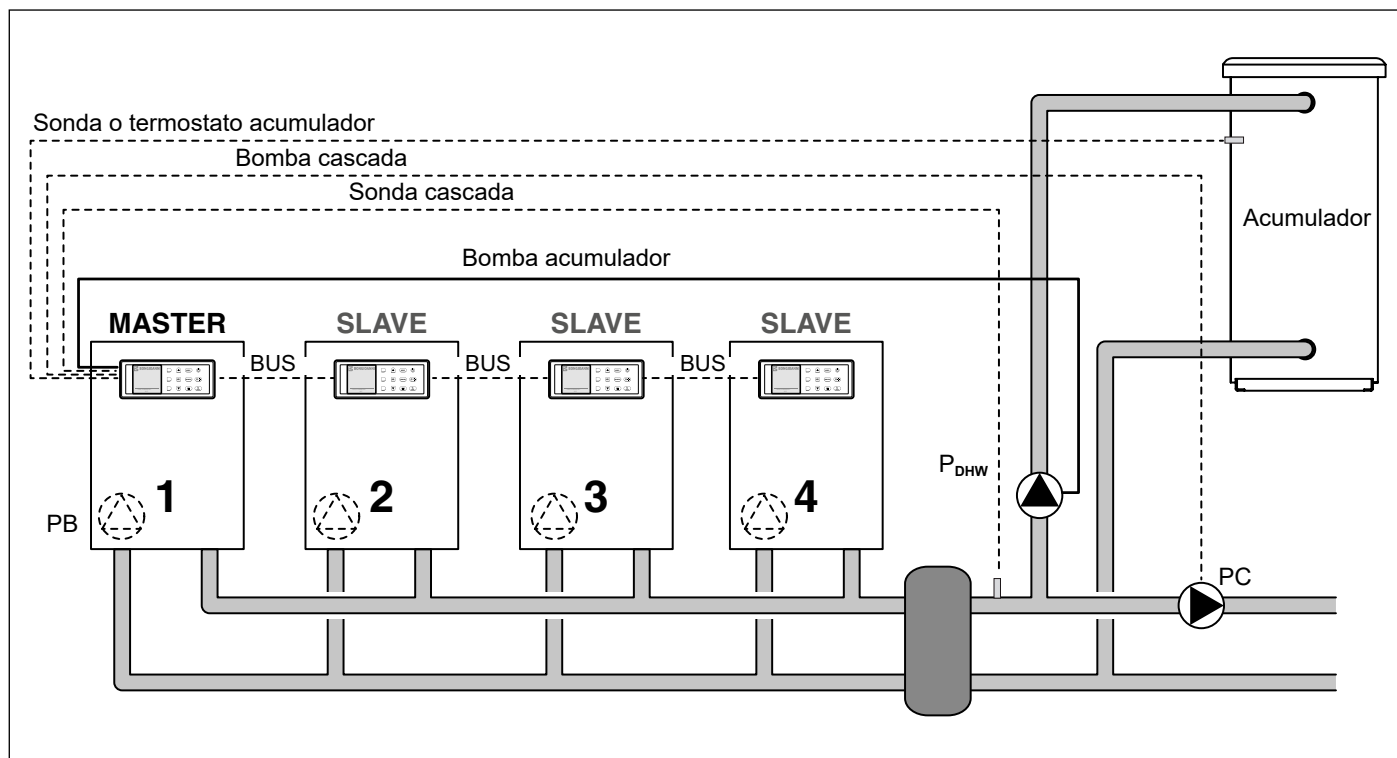 Sonda o termostato acumulador
Bomba cascada
Sonda cascada
Acumulador
Bomba acumulador
MASTER
SLAVE
SLAVE
SLAVE
BUS
BUS
BUS
PDHW
1
2
3
4
PB
PC